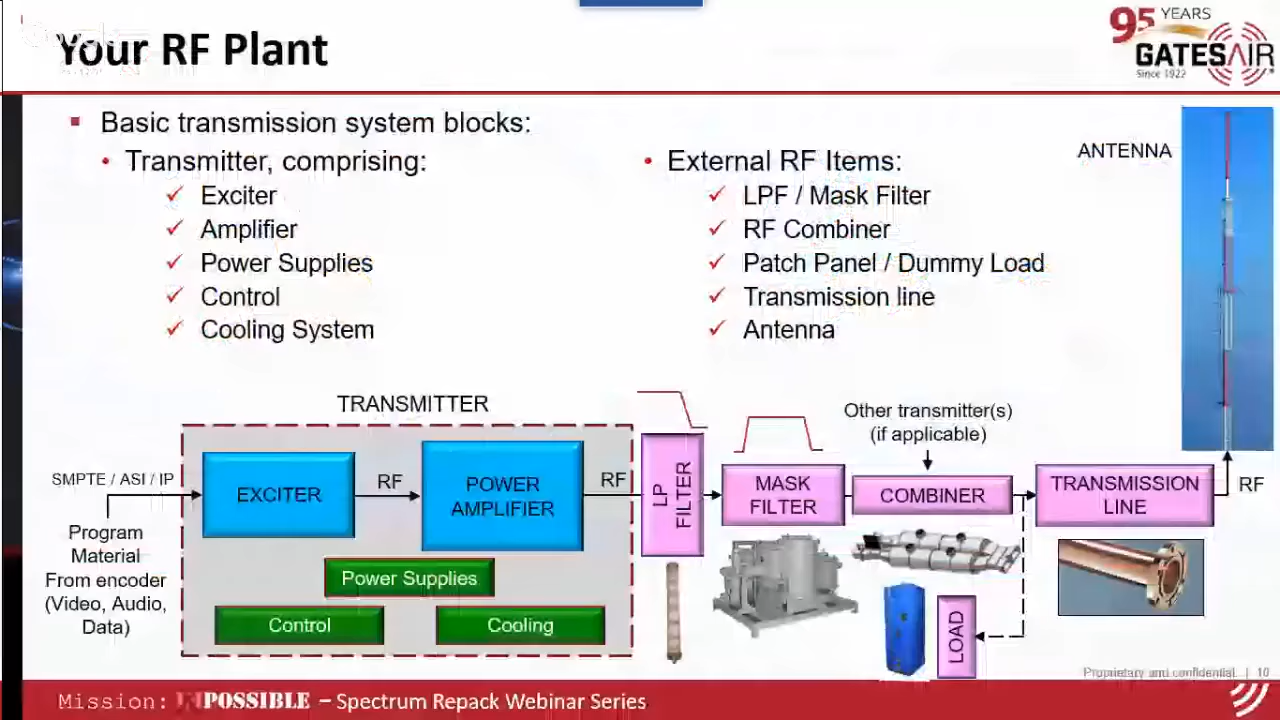 Your RF Plant
95 YEARS
GATESAIR
Since 1922
Basic transmission system blocks:
Transmitter, comprising:
Exciter
Amplifier
Power Supplies
Control
Cooling System
External RF Items:
LPF / Mask Filter
RF Combiner
Patch Panel / Dummy Load
Transmission line
Antenna
ANTENNA
TRANSMITTER
SMPTE / ASI / IP
Program
Material
From encoder
(Video, Audio,
Data)
EXCITER
RF
POWER
AMPLIFIER
RF
Power Supplies
Control
Cooling
LP
FILTER
MASK
FILTER
Other transmitter(s)
(if applicable)
COMBINER
LOAD
TRANSMISSION
LINE
RF
Proprietary and confidential. | 10
Mission: IMPOSSIBLE – Spectrum Repack Webinar Series